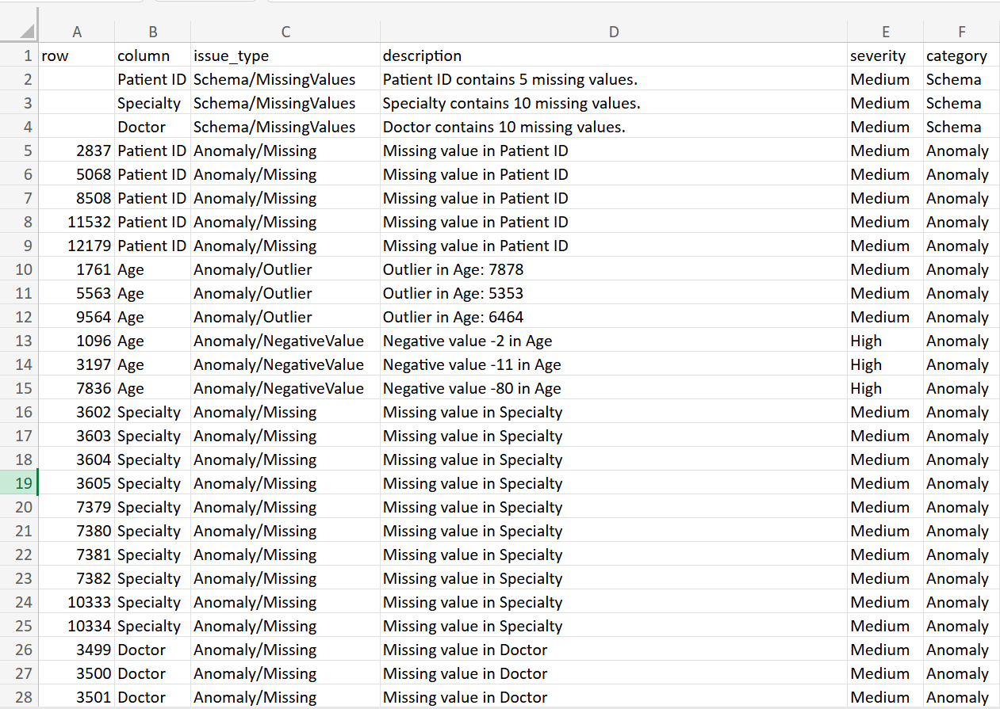 A B C D E F
1 row column issue_type description severity category
2 Patient ID Schema/MissingValues Patient ID contains 5 missing values. Medium Schema
3 Specialty Schema/MissingValues Specialty contains 10 missing values. Medium Schema
4 Doctor Schema/MissingValues Doctor contains 10 missing values. Medium Schema
5 2837 Patient ID Anomaly/Missing Missing value in Patient ID Medium Anomaly
6 5068 Patient ID Anomaly/Missing Missing value in Patient ID Medium Anomaly
7 8508 Patient ID Anomaly/Missing Missing value in Patient ID Medium Anomaly
8 11532 Patient ID Anomaly/Missing Missing value in Patient ID Medium Anomaly
9 12179 Patient ID Anomaly/Missing Missing value in Patient ID Medium Anomaly
10 1761 Age Anomaly/Outlier Outlier in Age: 7878 Medium Anomaly
11 5563 Age Anomaly/Outlier Outlier in Age: 5353 Medium Anomaly
12 9564 Age Anomaly/Outlier Outlier in Age: 6464 Medium Anomaly
13 1096 Age Anomaly/NegativeValue Negative value -2 in Age High Anomaly
14 3197 Age Anomaly/NegativeValue Negative value -11 in Age High Anomaly
15 7836 Age Anomaly/NegativeValue Negative value -80 in Age High Anomaly
16 3602 Specialty Anomaly/Missing Missing value in Specialty Medium Anomaly
17 3603 Specialty Anomaly/Missing Missing value in Specialty Medium Anomaly
18 3604 Specialty Anomaly/Missing Missing value in Specialty Medium Anomaly
19 3605 Specialty Anomaly/Missing Missing value in Specialty Medium Anomaly
20 7379 Specialty Anomaly/Missing Missing value in Specialty Medium Anomaly
21 7380 Specialty Anomaly/Missing Missing value in Specialty Medium Anomaly
22 7381 Specialty Anomaly/Missing Missing value in Specialty Medium Anomaly
23 7382 Specialty Anomaly/Missing Missing value in Specialty Medium Anomaly
24 10333 Specialty Anomaly/Missing Missing value in Specialty Medium Anomaly
25 10334 Specialty Anomaly/Missing Missing value in Specialty Medium Anomaly
26 3499 Doctor Anomaly/Missing Missing value in Doctor Medium Anomaly
27 3500 Doctor Anomaly/Missing Missing value in Doctor Medium Anomaly
28 3501 Doctor Anomaly/Missing Missing value in Doctor Medium Anomaly